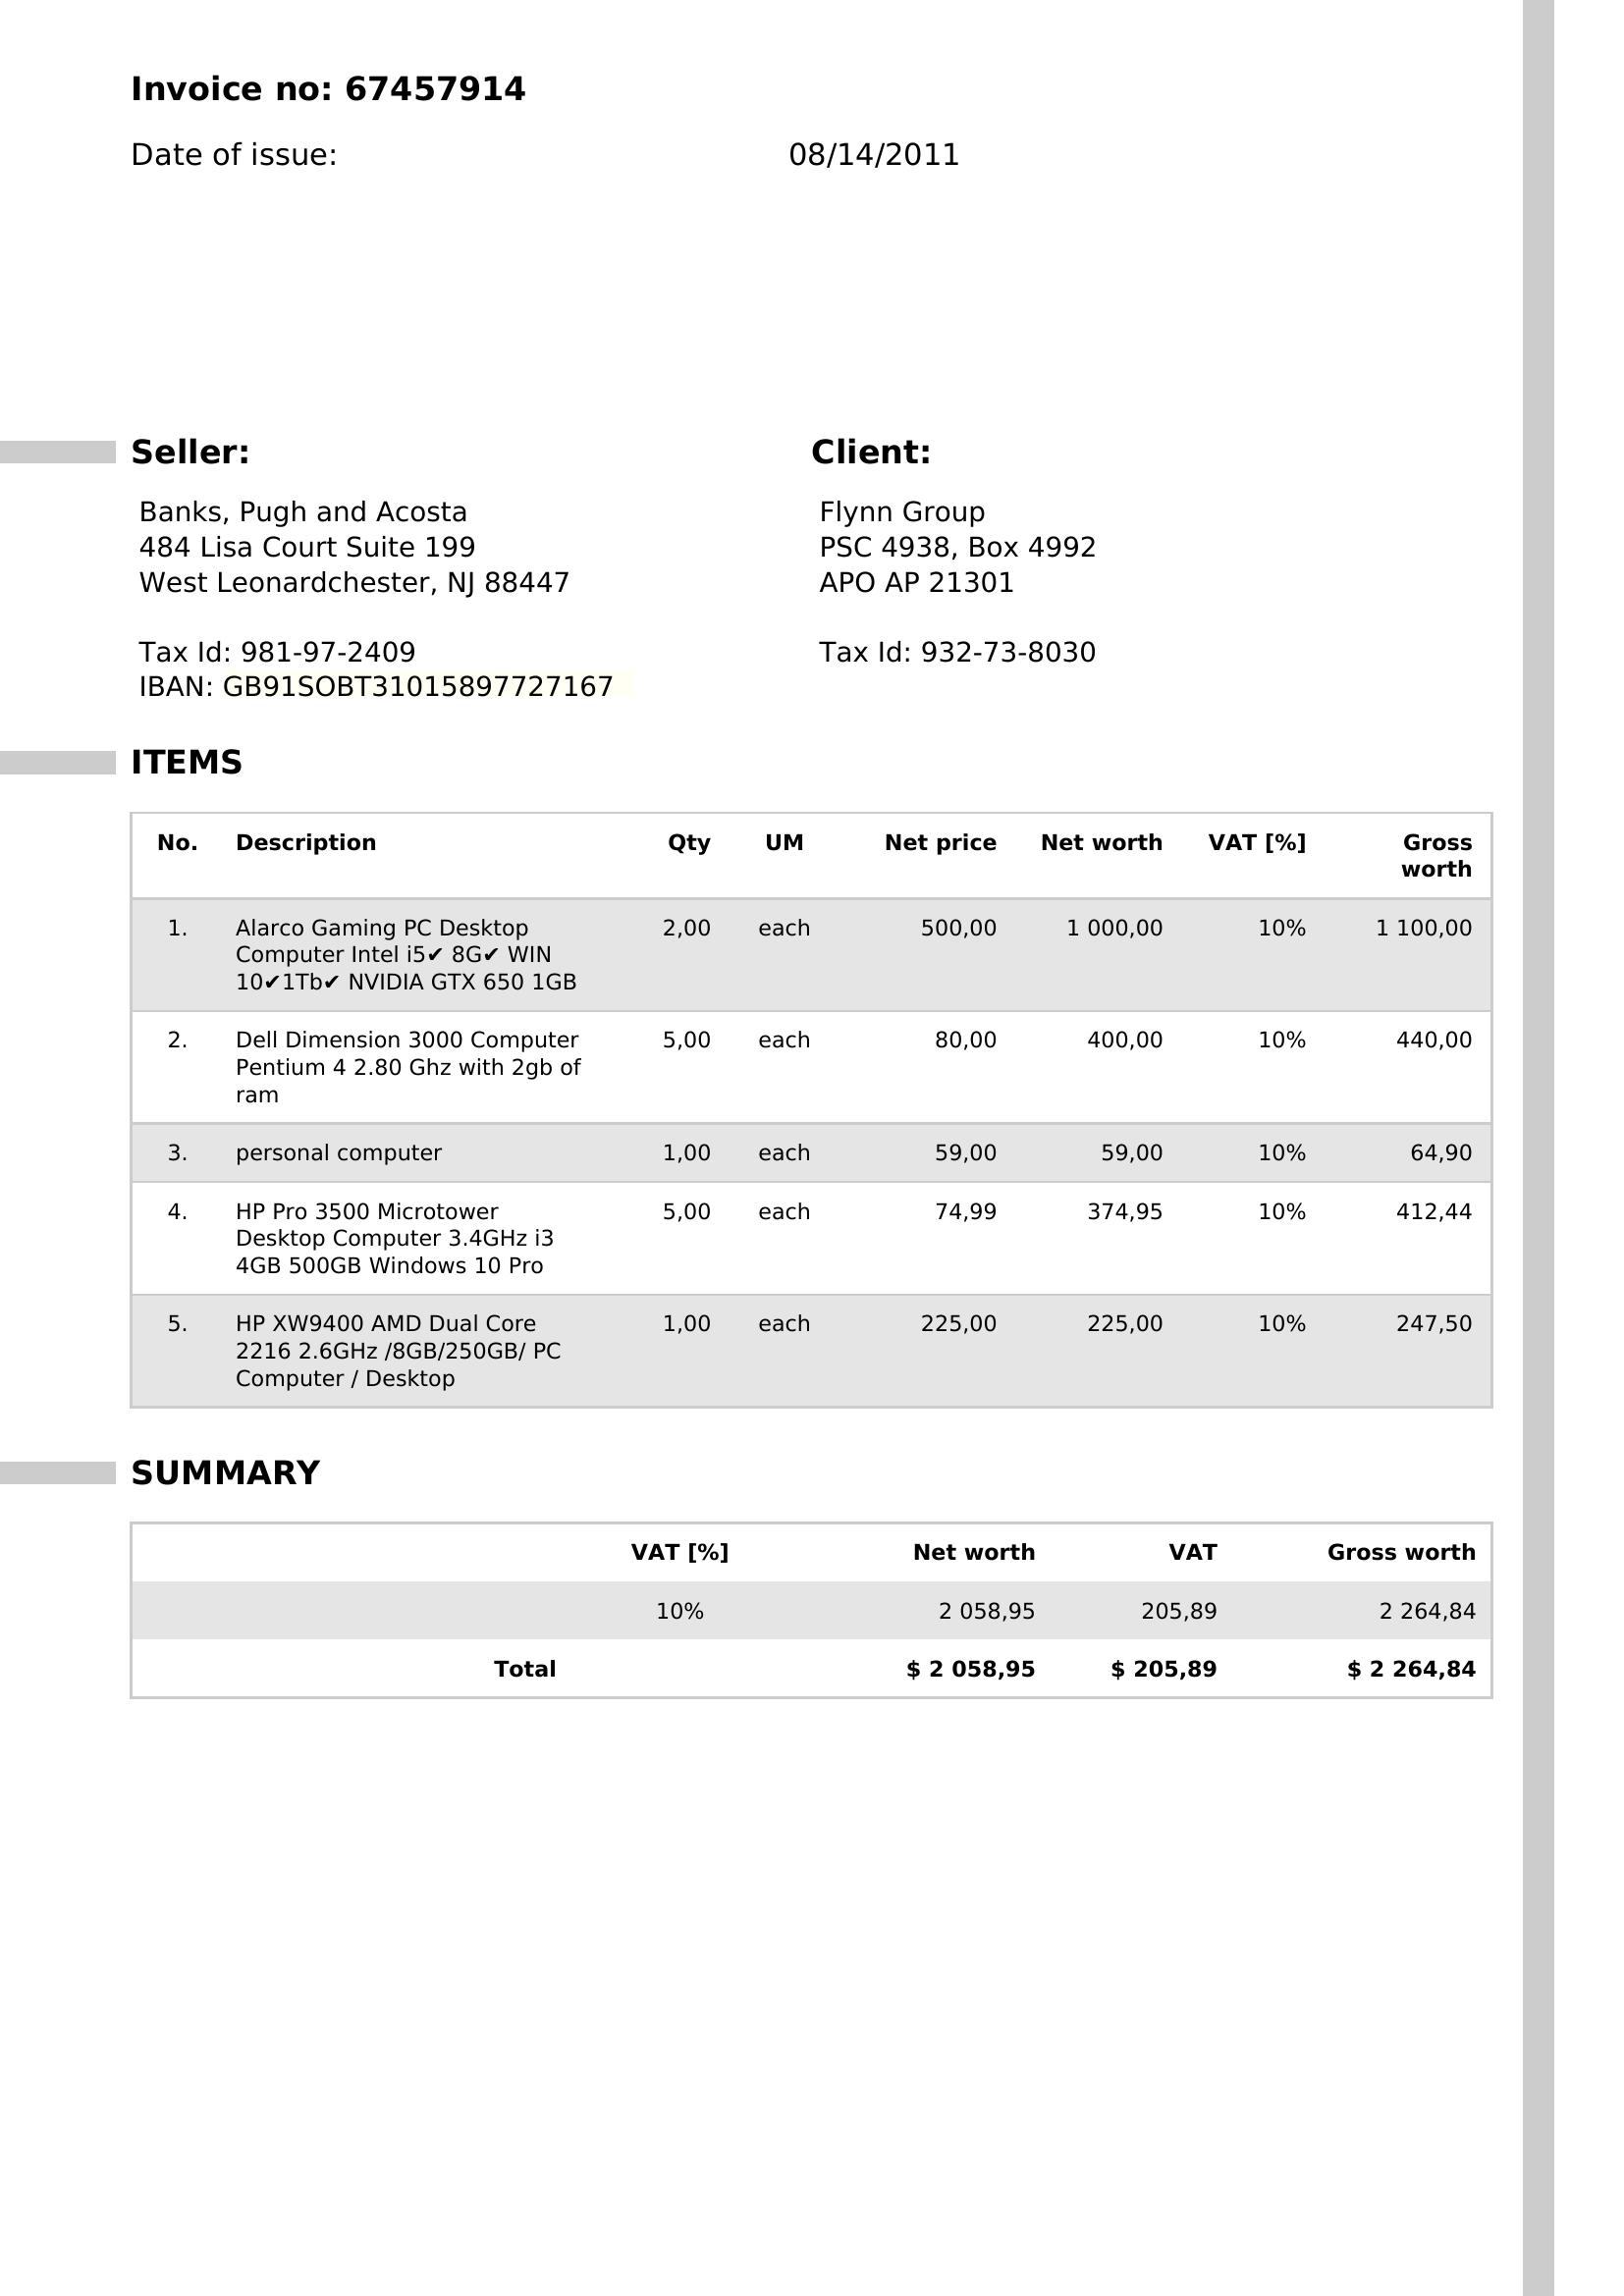 Invoice no: 67457914
Date of issue: 08/14/2011
Seller:
Banks, Pugh and Acosta
484 Lisa Court Suite 199
West Leonardchester, NJ 88447
Tax Id: 981-97-2409
IBAN: GB91SOBT31015897727167
Client:
Flynn Group
PSC 4938, Box 4992
APO AP 21301
Tax Id: 932-73-8030
ITEMS
No. Description Qty UM Net price Net worth VAT [%] Gross
worth
1. Alarco Gaming PC Desktop 2,00 each 500,00 1 000,00 10% 1 100,00
Computer Intel i5✔ 8G✔ WIN
10✔1Tb✔ NVIDIA GTX 650 1GB
2. Dell Dimension 3000 Computer 5,00 each 80,00 400,00 10% 440,00
Pentium 4 2.80 Ghz with 2gb of
ram
3. personal computer 1,00 each 59,00 59,00 10% 64,90
4. HP Pro 3500 Microtower 5,00 each 74,99 374,95 10% 412,44
Desktop Computer 3.4GHz i3
4GB 500GB Windows 10 Pro
5. HP XW9400 AMD Dual Core 1,00 each 225,00 225,00 10% 247,50
2216 2.6GHz /8GB/250GB/ PC
Computer / Desktop
SUMMARY
VAT [%] Net worth VAT Gross worth
10% 2 058,95 205,89 2 264,84
Total $ 2 058,95 $ 205,89 $ 2 264,84